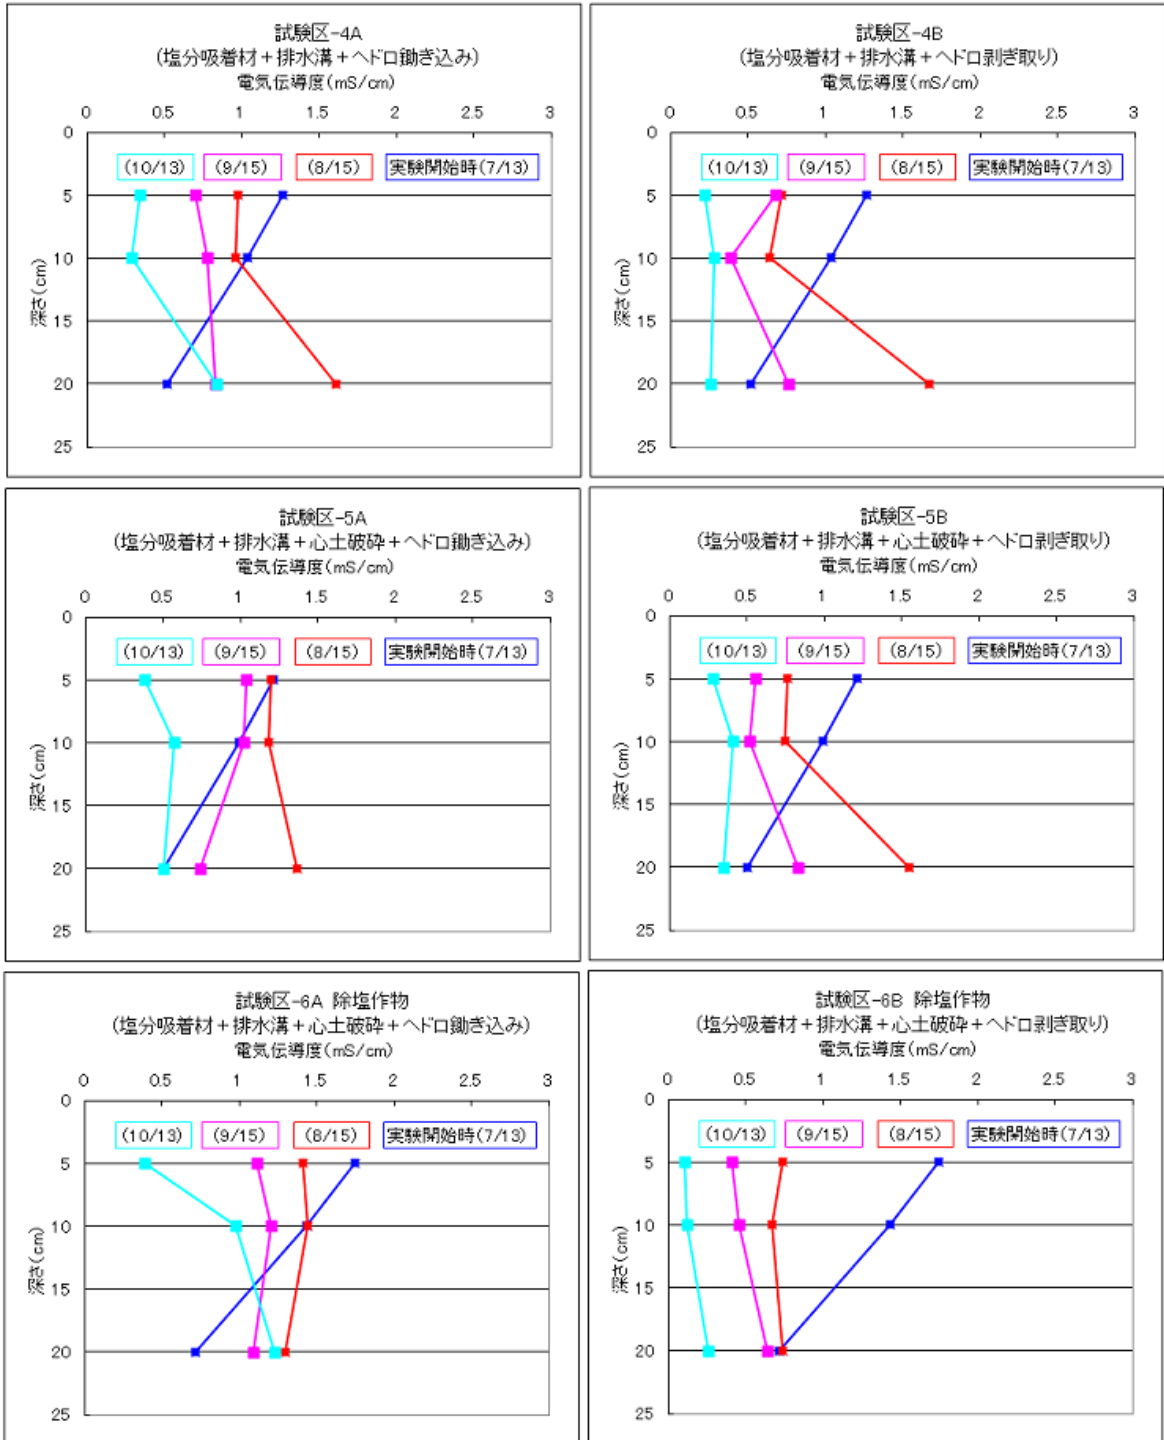 試験区-4A
(塩分吸着材+排水溝+ヘドロ鋤き込み)
電気伝導度(mS/cm)
0 0.5 1 1.5 2 2.5 3
0
(10/13) (9/15) (8/15) 実験開始時(7/13)
5
10
15
20
25
深さ(cm)
試験区-4B
(塩分吸着材+排水溝+ヘドロ剥ぎ取り)
電気伝導度(mS/cm)
0 0.5 1 1.5 2 2.5 3
0
(10/13) (9/15) (8/15) 実験開始時(7/13)
5
10
15
20
25
深さ(cm)
試験区-5A
(塩分吸着材+排水溝+心土破砕+ヘドロ鋤き込み)
電気伝導度(mS/cm)
0 0.5 1 1.5 2 2.5 3
0
(10/13) (9/15) (8/15) 実験開始時(7/13)
5
10
15
20
25
深さ(cm)
試験区-5B
(塩分吸着材+排水溝+心土破砕+ヘドロ剥ぎ取り)
電気伝導度(mS/cm)
0 0.5 1 1.5 2 2.5 3
0
(10/13) (9/15) (8/15) 実験開始時(7/13)
5
10
15
20
25
深さ(cm)
試験区-6A 除塩作物
(塩分吸着材+排水溝+心土破砕+ヘドロ鋤き込み)
電気伝導度(mS/cm)
0 0.5 1 1.5 2 2.5 3
0
(10/13) (9/15) (8/15) 実験開始時(7/13)
5
10
15
20
25
深さ(cm)
試験区-6B 除塩作物
(塩分吸着材+排水溝+心土破砕+ヘドロ剥ぎ取り)
電気伝導度(mS/cm)
0 0.5 1 1.5 2 2.5 3
0
(10/13) (9/15) (8/15) 実験開始時(7/13)
5
10
15
20
25
深さ(cm)